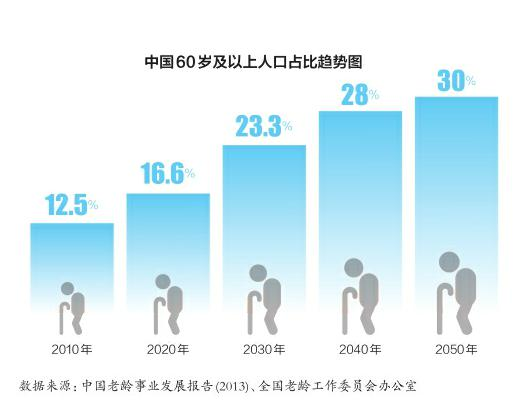 中国60岁及以上人口占比趋势图
12.5%
16.6%
23.3%
28%
30%
2010年
2020年
2030年
2040年
2050年
数据来源：中国老龄事业发展报告(2013)、全国老龄工作委员会办公室